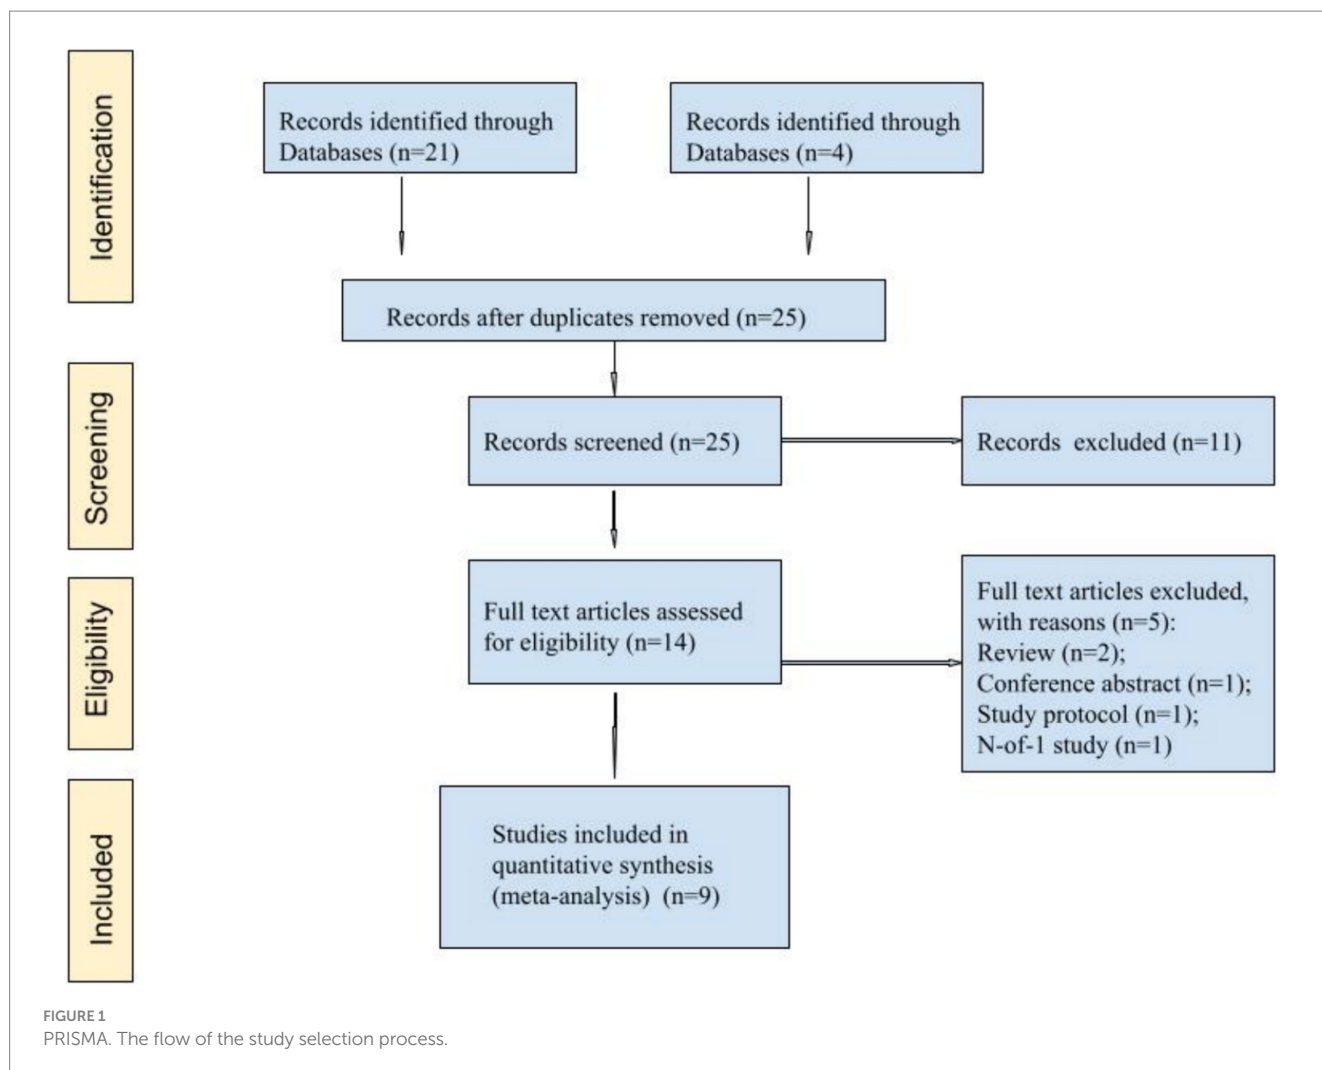 Identification
Records identified through
Databases (n=21)
Records identified through
Databases (n=4)
Records after duplicates removed (n=25)
Screening
Records screened (n=25)
Records excluded (n=11)
Eligibility
Full text articles assessed
for eligibility (n=14)
Full text articles excluded,
with reasons (n=5):
Review (n=2);
Conference abstract (n=1);
Study protocol (n=1);
N-of-1 study (n=1)
Included
Studies included in
quantitative synthesis
(meta-analysis) (n=9)
FIGURE 1
PRISMA. The flow of the study selection process.